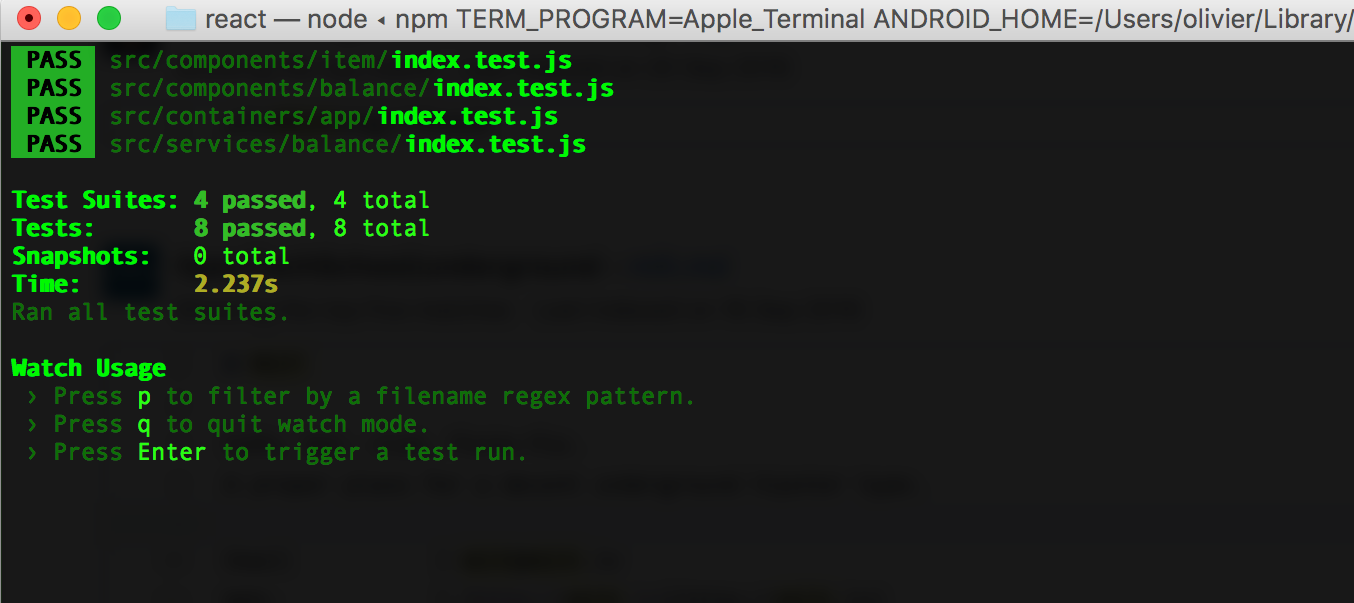 react — node ◂ npm TERM_PROGRAM=Apple_Terminal ANDROID_HOME=/Users/olivier/Library/
PASS src/components/item/index.test.js
PASS src/components/balance/index.test.js
PASS src/containers/app/index.test.js
PASS src/services/balance/index.test.js
Test Suites: 4 passed, 4 total
Tests: 8 passed, 8 total
Snapshots: 0 total
Time: 2.237s
Ran all test suites.
Watch Usage
› Press p to filter by a filename regex pattern.
› Press q to quit watch mode.
› Press Enter to trigger a test run.